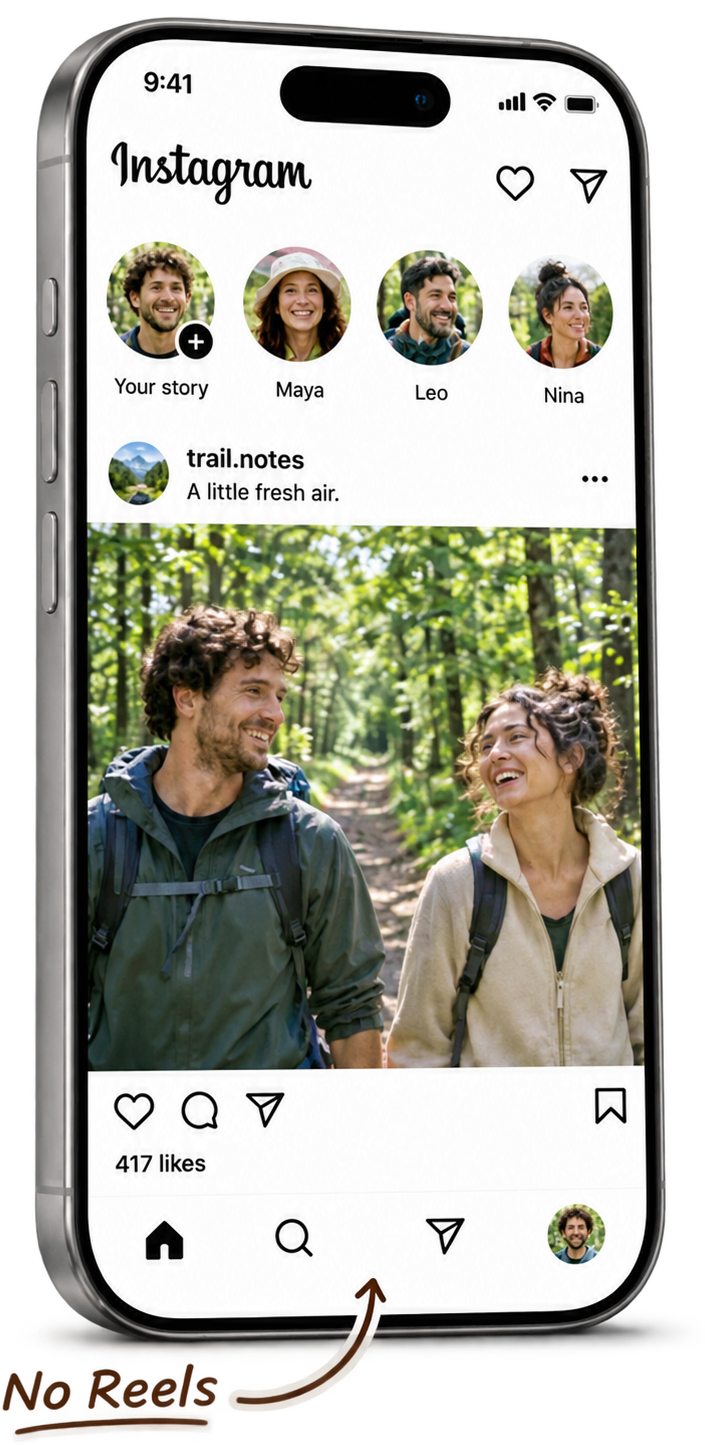 9:41
Instagram
Your story
Maya
Leo
Nina
trail.notes
A little fresh air.
417 likes
No Reels